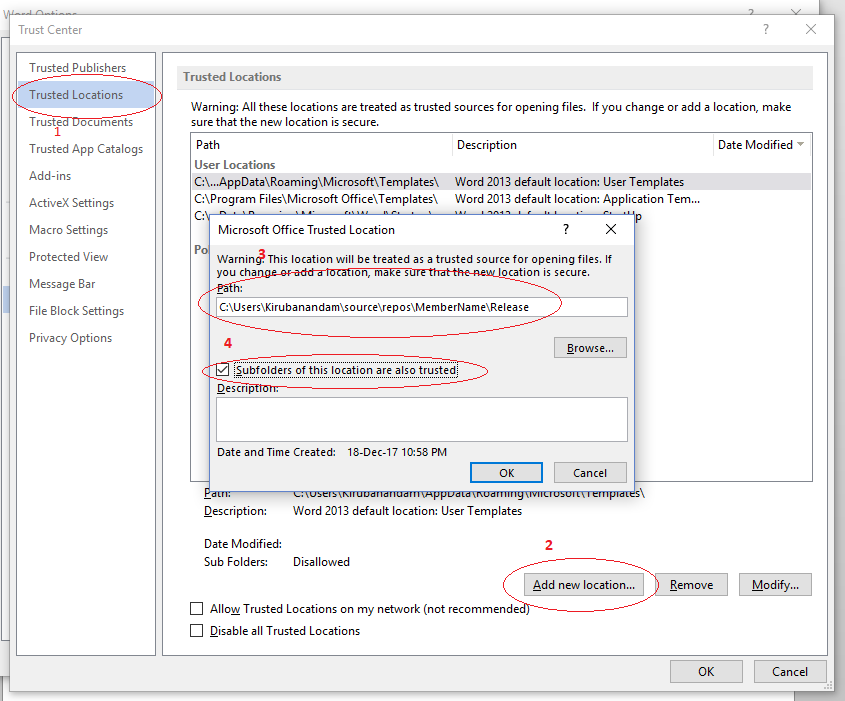 Word Options
?
Trust Center
?
Trusted Publishers
Trusted Locations
1
Trusted Documents
Trusted App Catalogs
Add-ins
ActiveX Settings
Macro Settings
Protected View
Message Bar
File Block Settings
Privacy Options
Trusted Locations
Warning: All these locations are treated as trusted sources for opening files.  If you change or add a location, make
sure that the new location is secure.
Path Description Date Modified
User Locations
C:\...AppData\Roaming\Microsoft\Templates\ Word 2013 default location: User Templates
C:\Program Files\Microsoft Office\Templates\ Word 2013 default location: Application Tem...
C:\...Data\Roaming\Microsoft\Word\Startup\ Word 2013 default location: StartUp
Po
Microsoft Office Trusted Location
?
3
Warning: This location will be treated as a trusted source for opening files. If
you change or add a location, make sure that the new location is secure.
Path:
C:\Users\Kirubanandam\source\repos\MemberName\Release
4
Browse...
Subfolders of this location are also trusted
Description:
Date and Time Created: 18-Dec-17 10:58 PM
OK Cancel
Path: C:\Users\Kirubanandam\AppData\Roaming\Microsoft\Templates\
Description: Word 2013 default location: User Templates
Date Modified:
Sub Folders: Disallowed
2
Add new location... Remove Modify...
Allow Trusted Locations on my network (not recommended)
Disable all Trusted Locations
OK Cancel